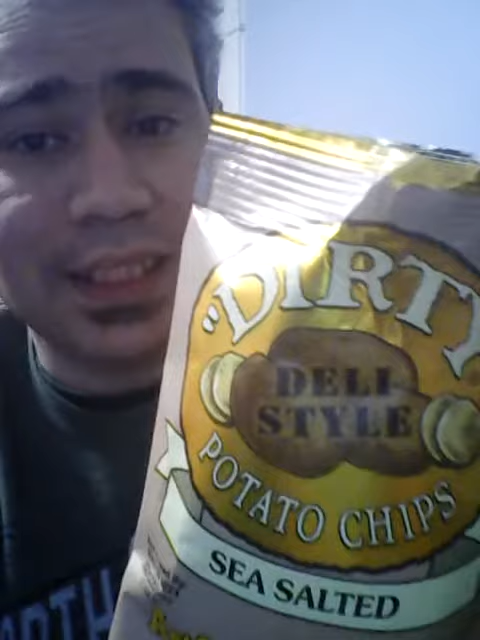 "DIRTY
DELI
STYLE
POTATO CHIPS
SEA SALTED